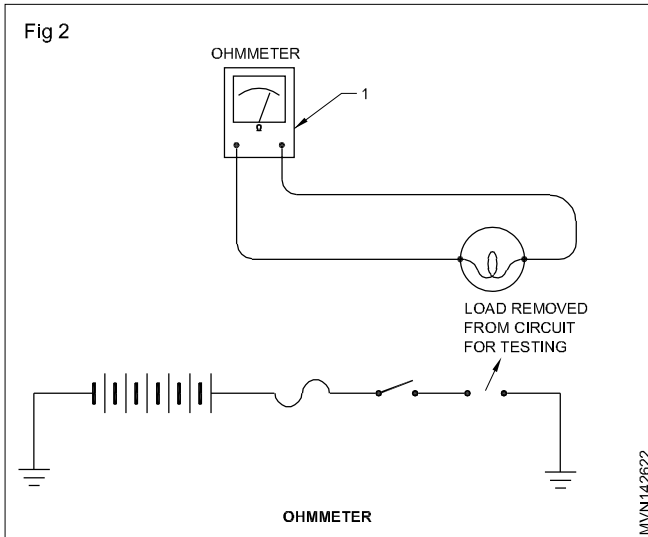 Fig 2
OHMMETER
1
Ω
LOAD REMOVED
FROM CIRCUIT
FOR TESTING
OHMMETER
MVN142622